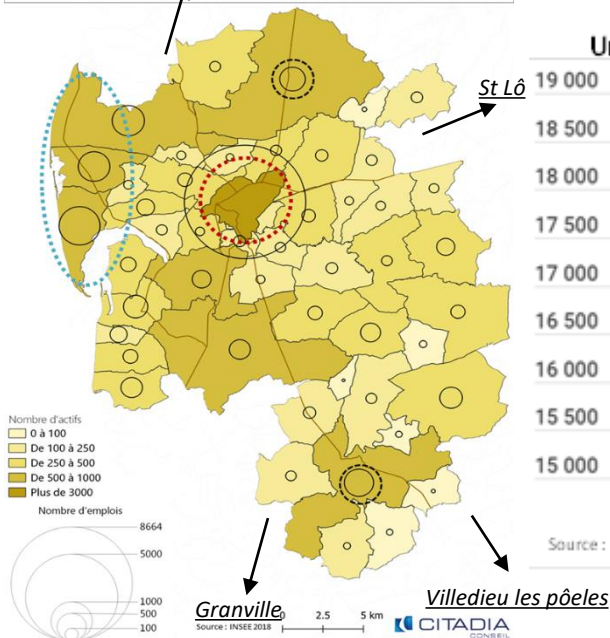 St Lô
Nombre d'actifs
0 à 100
De 100 à 250
De 250 à 500
De 500 à 1000
Plus de 3000
Nombre d'emplois
8664
5000
1000
500
100
Granville
Source : INSEE 2018
0 2.5 5 km
Villedieu les pôeles
CITADIA
CONSEIL
19 000
18 500
18 000
17 500
17 000
16 500
16 000
15 500
15 000
Source :